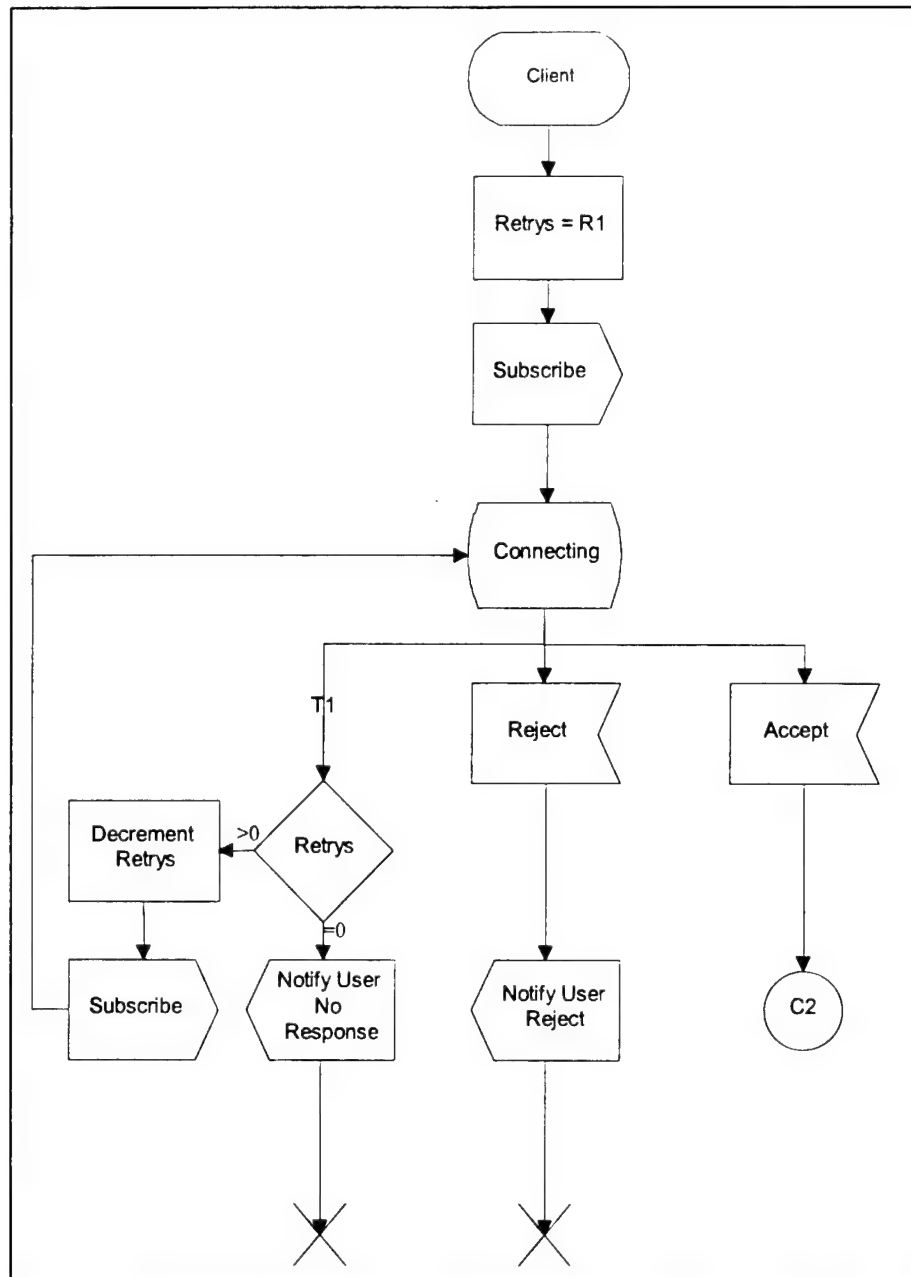 Client
Retrys = R1
Subscribe
Connecting
T1
Reject
Accept
Decrement
Retrys
>0
Retrys
=0
Subscribe
Notify User
No
Response
Notify User
Reject
C2